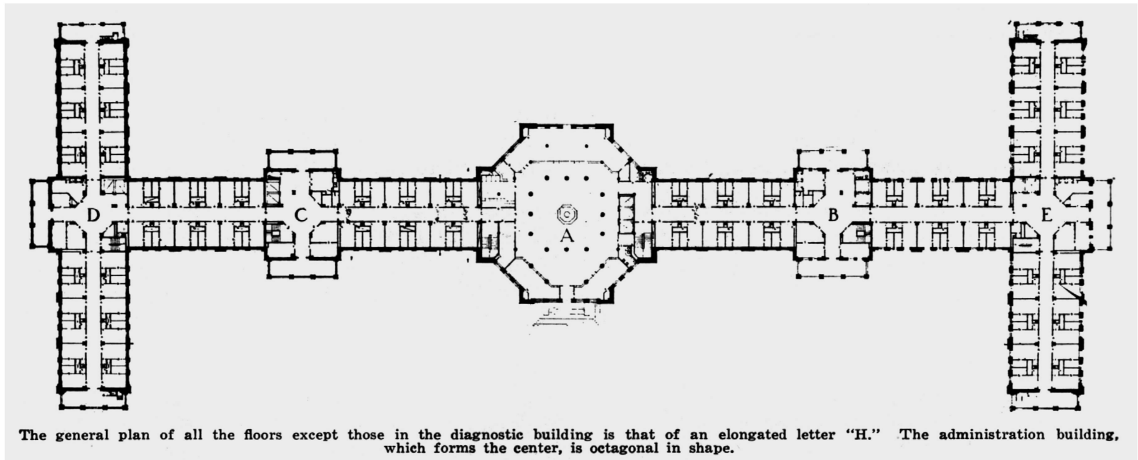 D
C
A
B
E
The general plan of all the floors except those in the diagnostic building is that of an elongated letter “H.” The administration building,
which forms the center, is octagonal in shape.